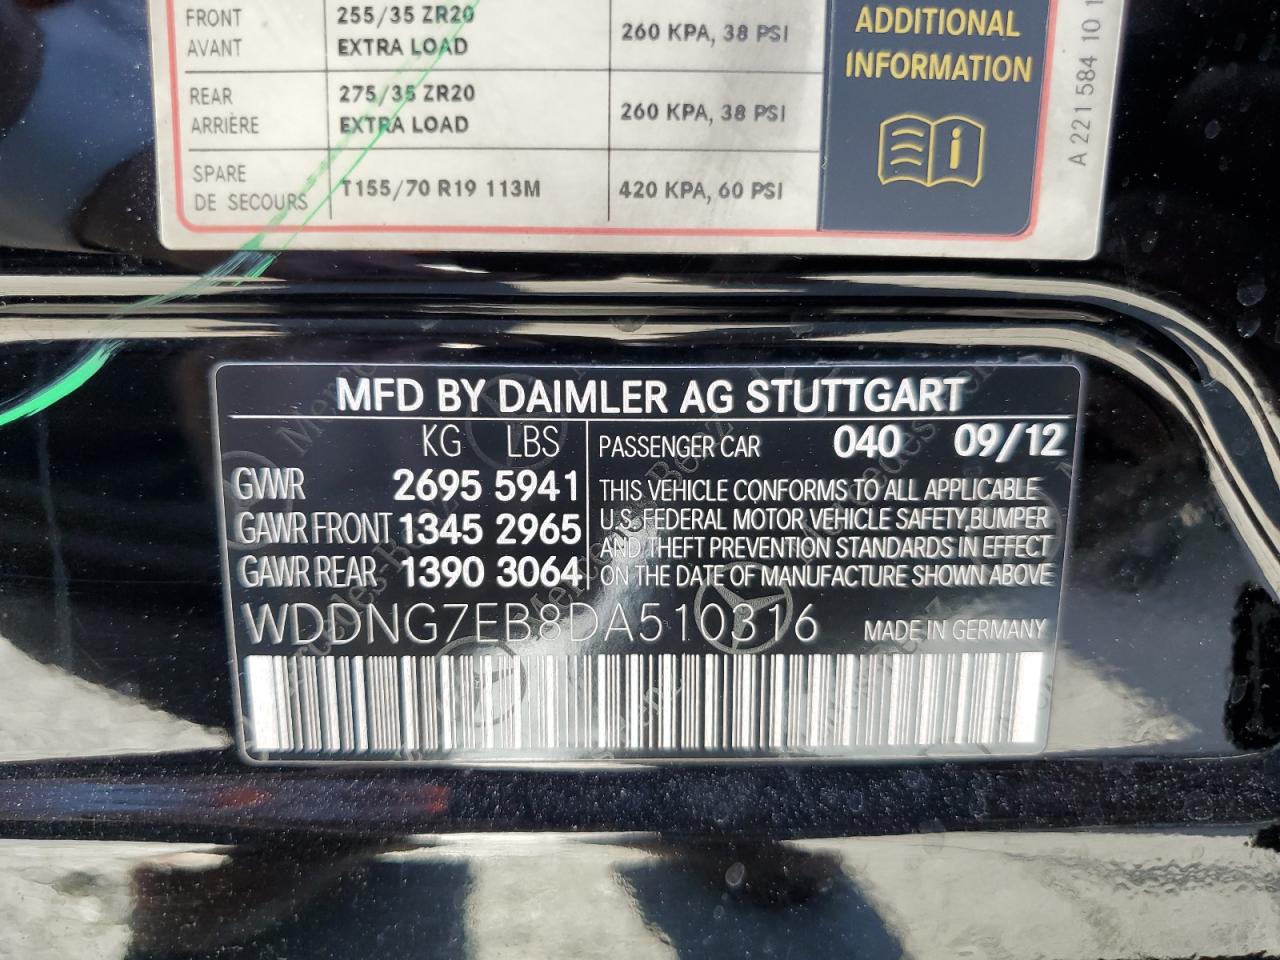 FRONT 255/35 ZR20 260 KPA, 38 PSI
AVANT EXTRA LOAD
REAR 275/35 ZR20 260 KPA, 38 PSI
ARRIÈRE EXTRA LOAD
SPARE T155/70 R19 113M 420 KPA, 60 PSI
DE SECOURS
ADDITIONAL
INFORMATION
A 221 584 10 1
MFD BY DAIMLER AG STUTTGART
KG LBS PASSENGER CAR 040 09/12
GVWR 2695 5941
GAWR FRONT 1345 2965
GAWR REAR 1390 3064
THIS VEHICLE CONFORMS TO ALL APPLICABLE
U.S. FEDERAL MOTOR VEHICLE SAFETY, BUMPER
AND THEFT PREVENTION STANDARDS IN EFFECT
ON THE DATE OF MANUFACTURE SHOWN ABOVE
WDDNG7EB8DA510316 MADE IN GERMANY